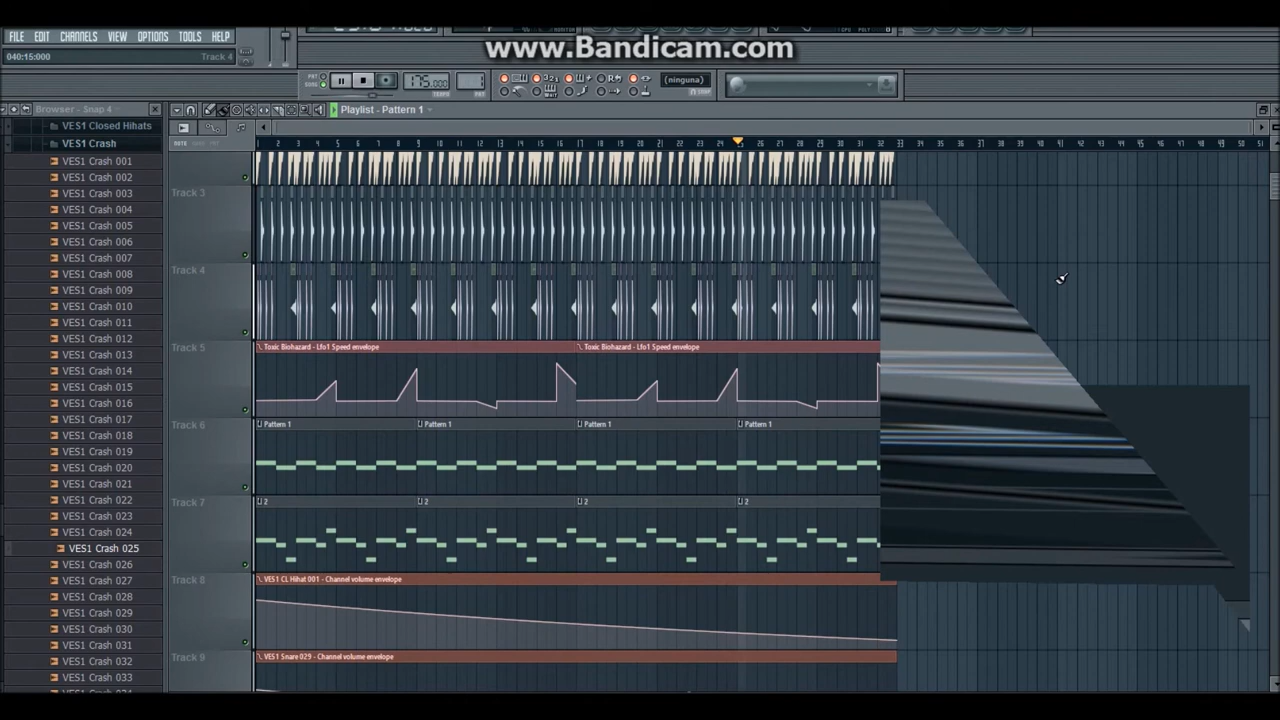 www.Bandicam.com
FILE EDIT CHANNELS VIEW OPTIONS TOOLS HELP
040:15:000 Track 4
175.000
(ninguna)
Browser - Snap 4
Playlist - Pattern 1
VES1 Closed Hihats
VES1 Crash
VES1 Crash 001
VES1 Crash 002
VES1 Crash 003
VES1 Crash 004
VES1 Crash 005
VES1 Crash 006
VES1 Crash 007
VES1 Crash 008
VES1 Crash 009
VES1 Crash 010
VES1 Crash 011
VES1 Crash 012
VES1 Crash 013
VES1 Crash 014
VES1 Crash 015
VES1 Crash 016
VES1 Crash 017
VES1 Crash 018
VES1 Crash 019
VES1 Crash 020
VES1 Crash 021
VES1 Crash 022
VES1 Crash 023
VES1 Crash 024
VES1 Crash 025
VES1 Crash 026
VES1 Crash 027
VES1 Crash 028
VES1 Crash 029
VES1 Crash 030
VES1 Crash 031
VES1 Crash 032
VES1 Crash 033
Track 3
Track 4
Track 5
Toxic Biohazard - Lfo1 Speed envelope
Toxic Biohazard - Lfo1 Speed envelope
Track 6
Pattern 1 Pattern 1 Pattern 1 Pattern 1
Track 7
2 2 2 2
Track 8
VES1 CL Hihat 001 - Channel volume envelope
Track 9
VES1 Snare 029 - Channel volume envelope